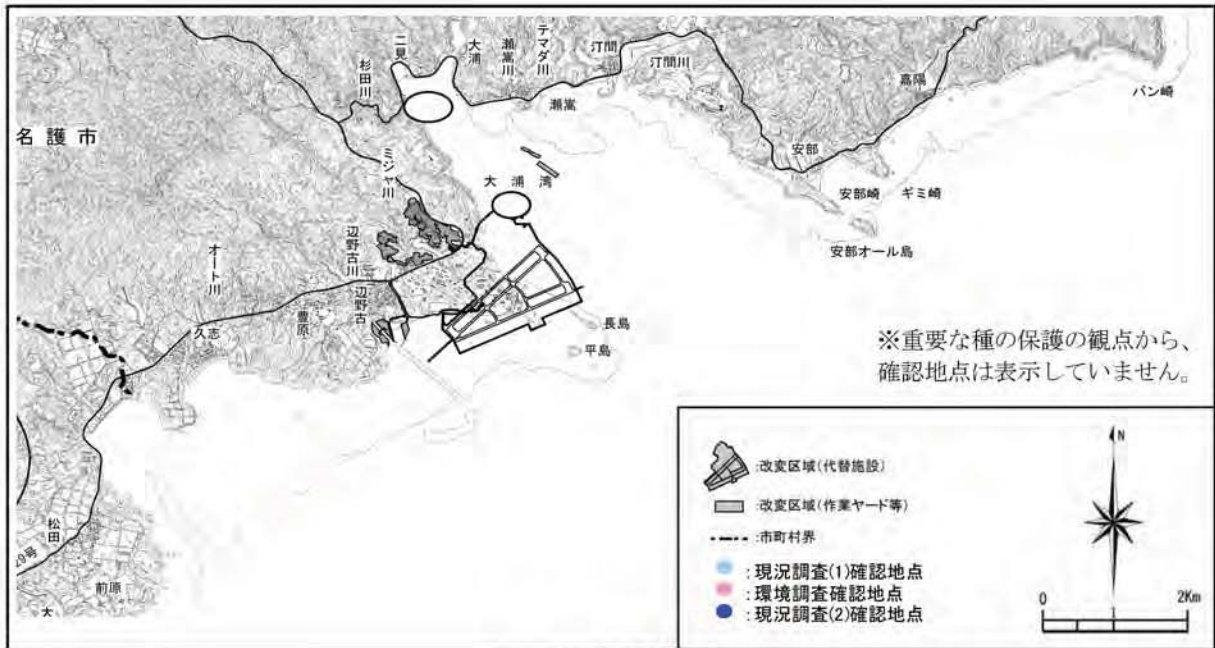 二見
大浦
瀬嵩川
テマダ川
汀間
汀間川
杉田川
瀬嵩
嘉陽
バン崎
名護市
ミジャ川
大浦湾
安部
安部崎
ギミ崎
安部オール島
辺野古川
オートト川
辺野古
豊原
久志
長島
平島
※重要な種の保護の観点から、
確認地点は表示していません。
:改変区域(代替施設)
:改変区域(作業ヤード等)
:市町村界
:現況調査(1)確認地点
:環境調査確認地点
:現況調査(2)確認地点
N
0 2Km
松田
前原